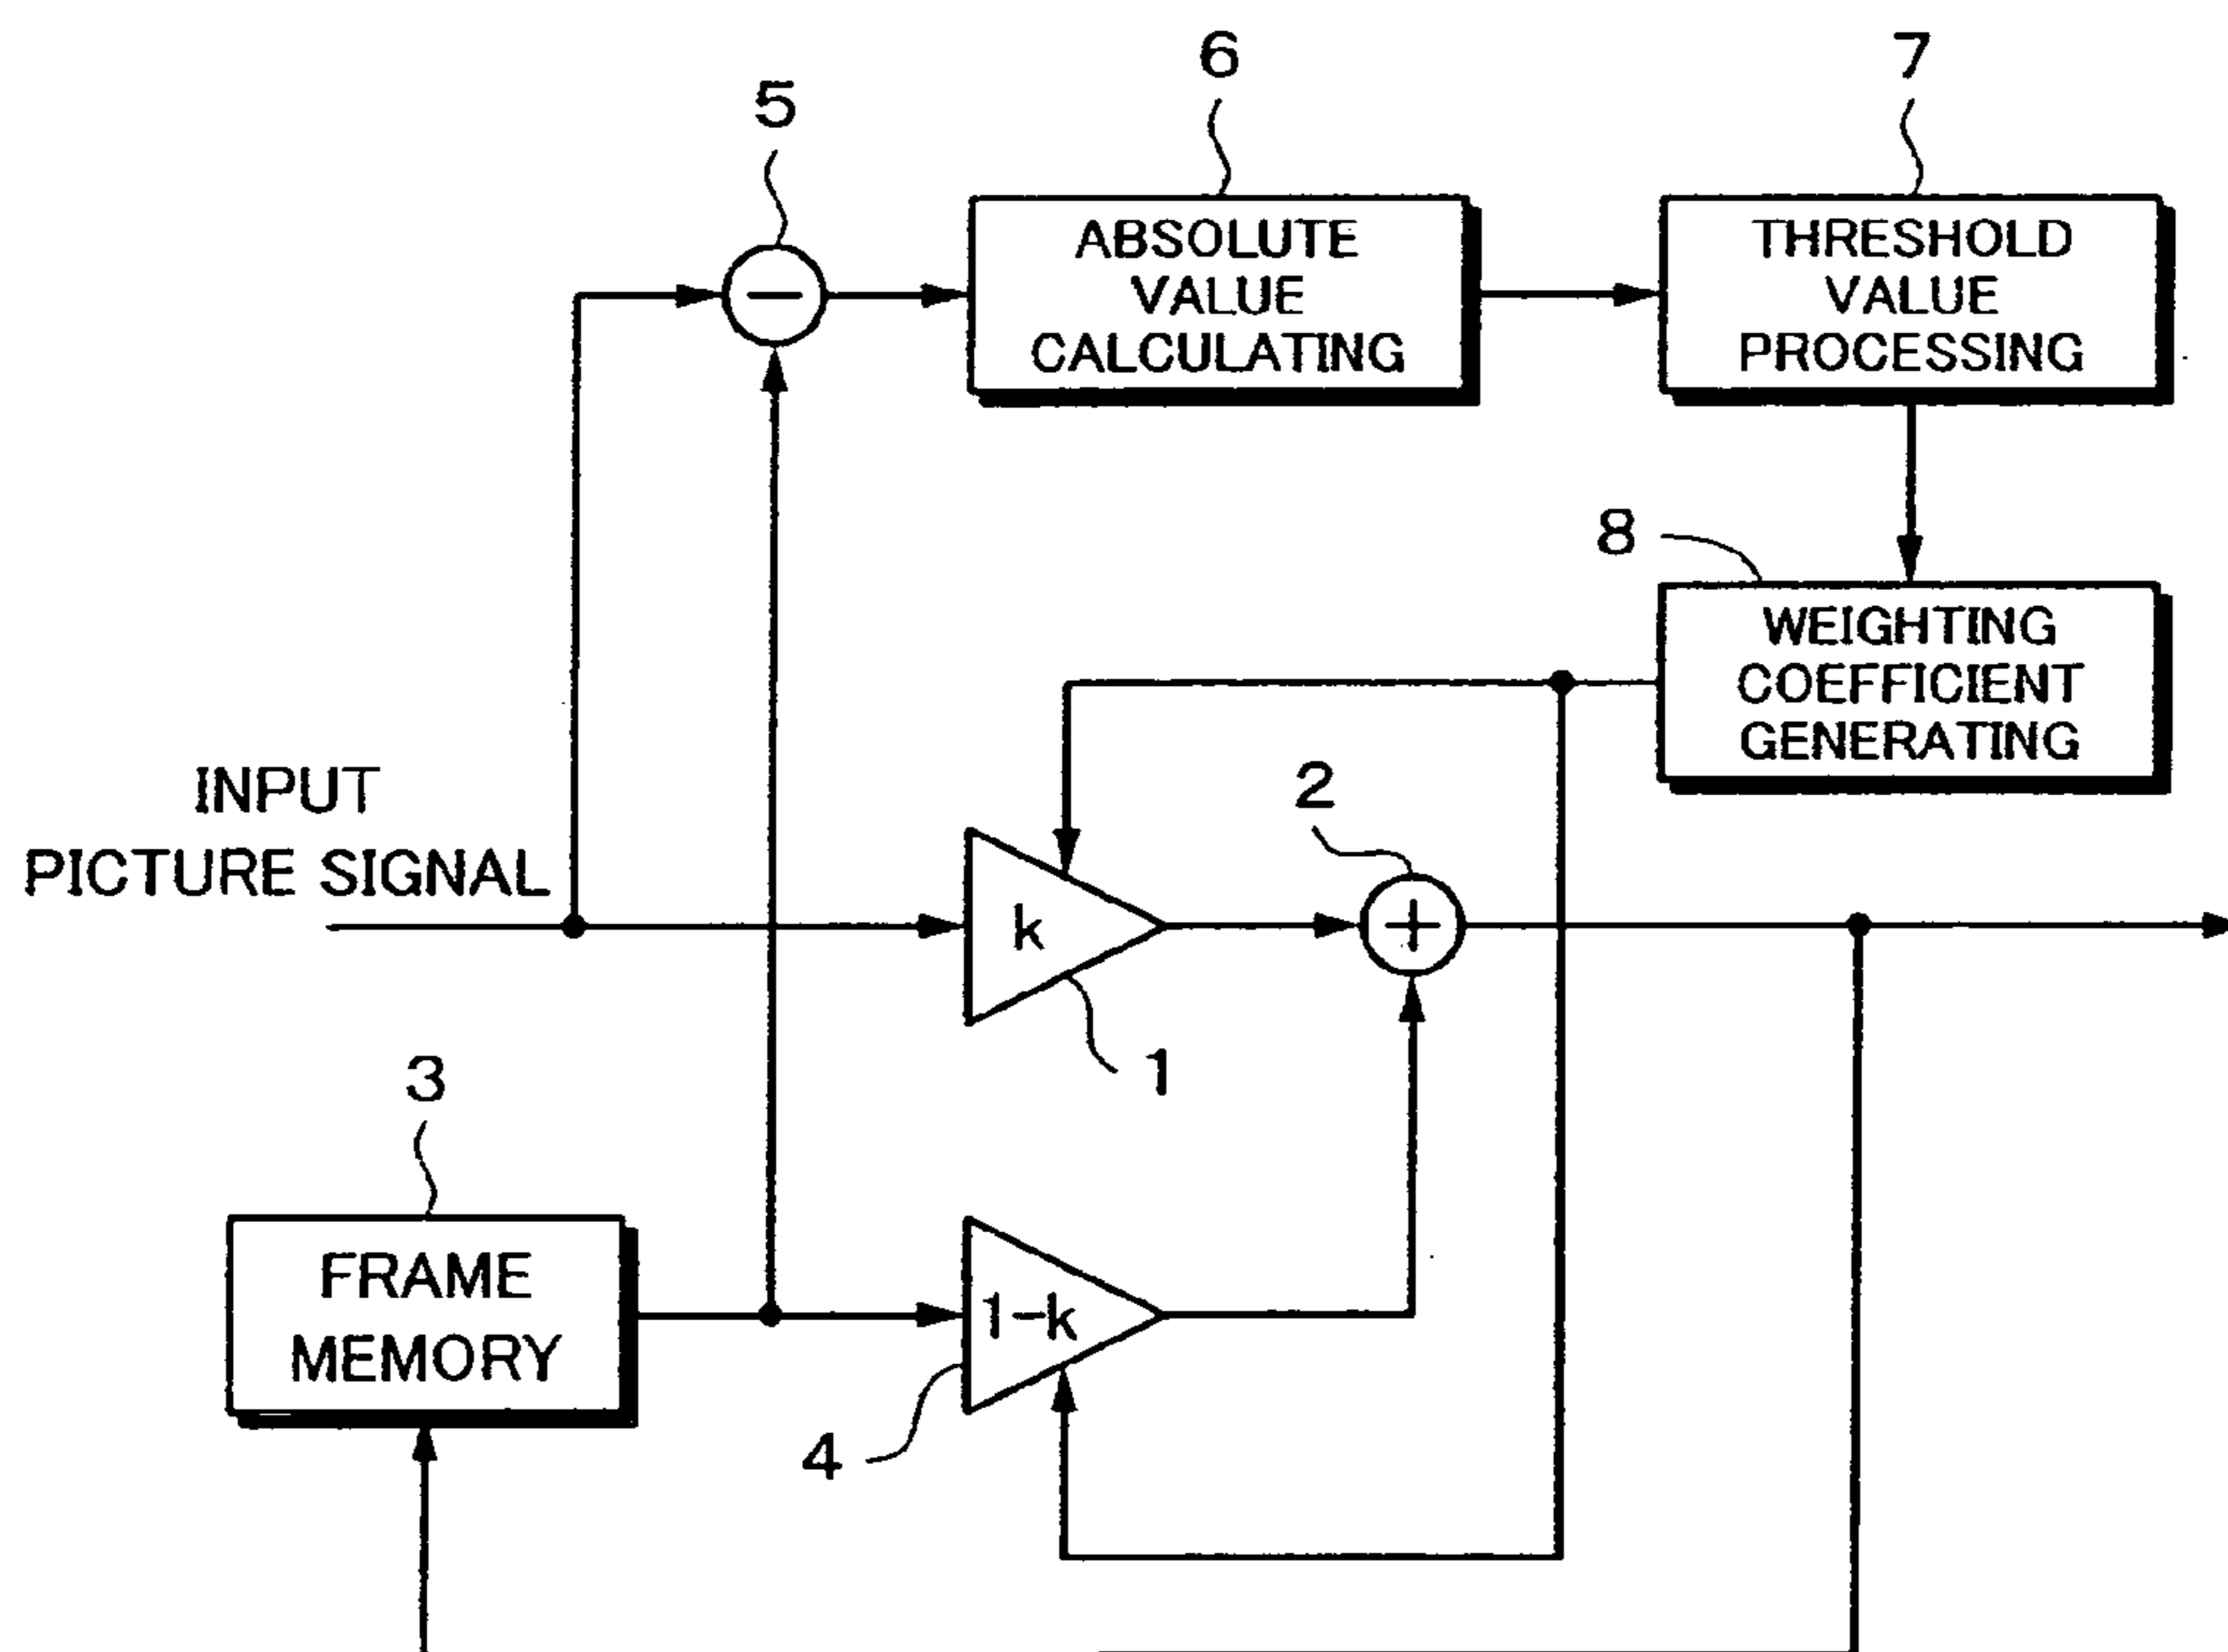 6
7
5
ABSOLUTE
VALUE
CALCULATING
THRESHOLD
VALUE
PROCESSING
8
WEIGHTING
COEFFICIENT
GENERATING
INPUT
PICTURE SIGNAL
2
+
k
1
3
FRAME
MEMORY
1-k
4